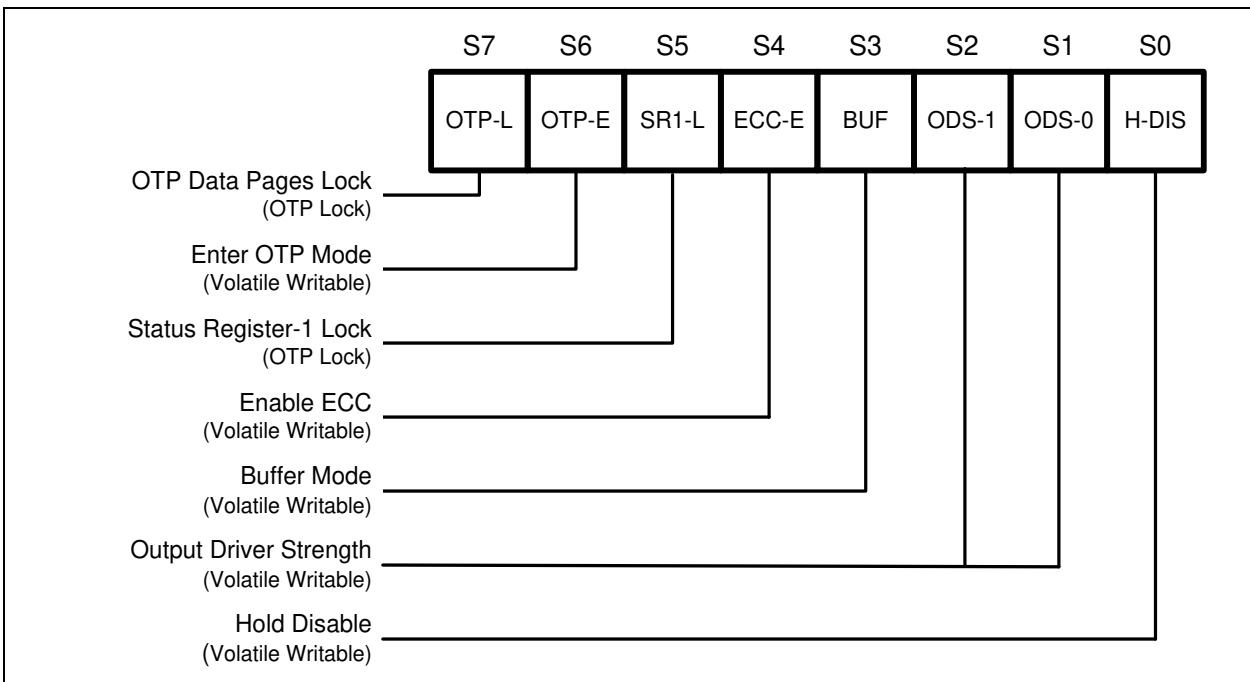 S7 S6 S5 S4 S3 S2 S1 S0
OTP-L OTP-E SR1-L ECC-E BUF ODS-1 ODS-0 H-DIS
OTP Data Pages Lock
(OTP Lock)
Enter OTP Mode
(Volatile Writable)
Status Register-1 Lock
(OTP Lock)
Enable ECC
(Volatile Writable)
Buffer Mode
(Volatile Writable)
Output Driver Strength
(Volatile Writable)
Hold Disable
(Volatile Writable)